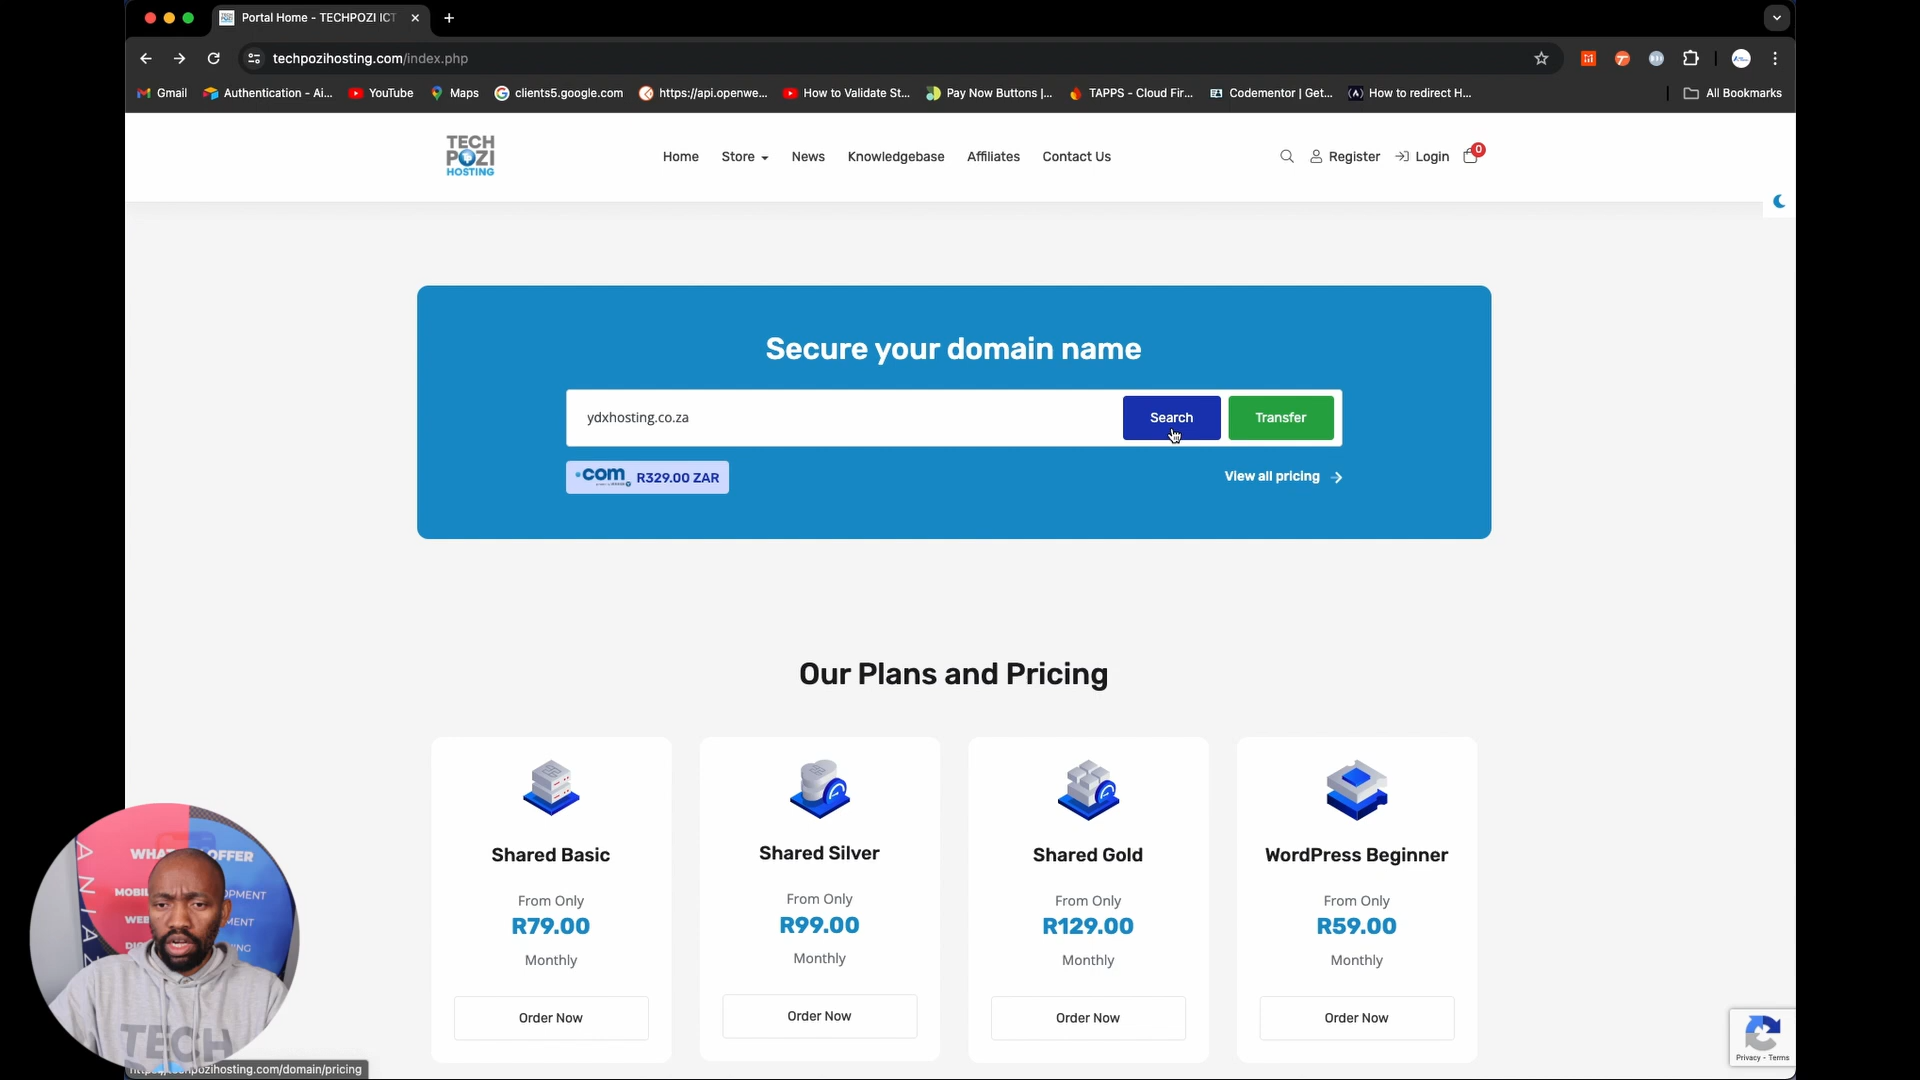 Portal Home - TECHPOZI ICT
techpozihosting.com/index.php
Gmail
Authentication - Ai...
YouTube
Maps
clients5.google.com
https://api.openwe...
How to Validate St...
Pay Now Buttons |...
TAPPS - Cloud Fir...
Codementor | Get...
How to redirect H...
All Bookmarks
TECH
POZI
HOSTING
Home
Store
News
Knowledgebase
Affiliates
Contact Us
Register
Login
0
Secure your domain name
ydxhosting.co.za
Search
Transfer
.com R329.00 ZAR
View all pricing
Our Plans and Pricing
Shared Basic
From Only
R79.00
Monthly
Order Now
Shared Silver
From Only
R99.00
Monthly
Order Now
Shared Gold
From Only
R129.00
Monthly
Order Now
WordPress Beginner
From Only
R59.00
Monthly
Order Now
TECH
Privacy - Terms